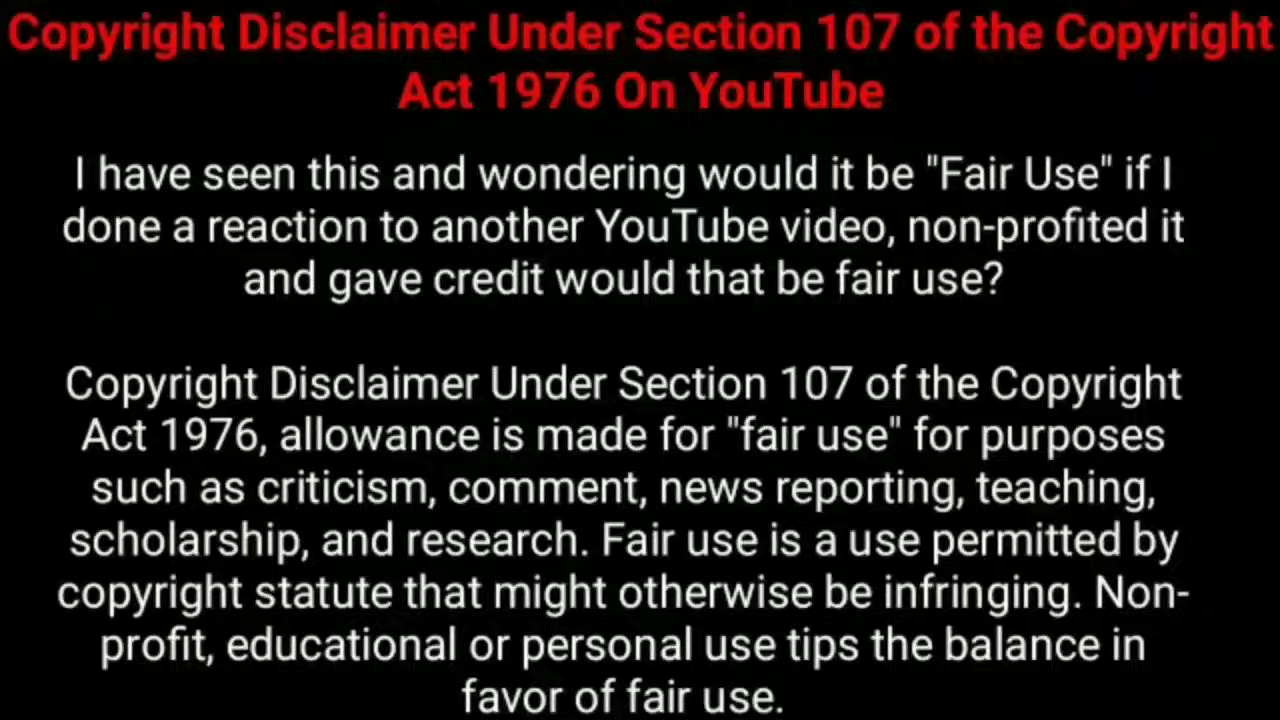 Copyright Disclaimer Under Section 107 of the Copyright
Act 1976 On YouTube
I have seen this and wondering would it be "Fair Use" if I
done a reaction to another YouTube video, non-profited it
and gave credit would that be fair use?
Copyright Disclaimer Under Section 107 of the Copyright
Act 1976, allowance is made for "fair use" for purposes
such as criticism, comment, news reporting, teaching,
scholarship, and research. Fair use is a use permitted by
copyright statute that might otherwise be infringing. Non-
profit, educational or personal use tips the balance in
favor of fair use.